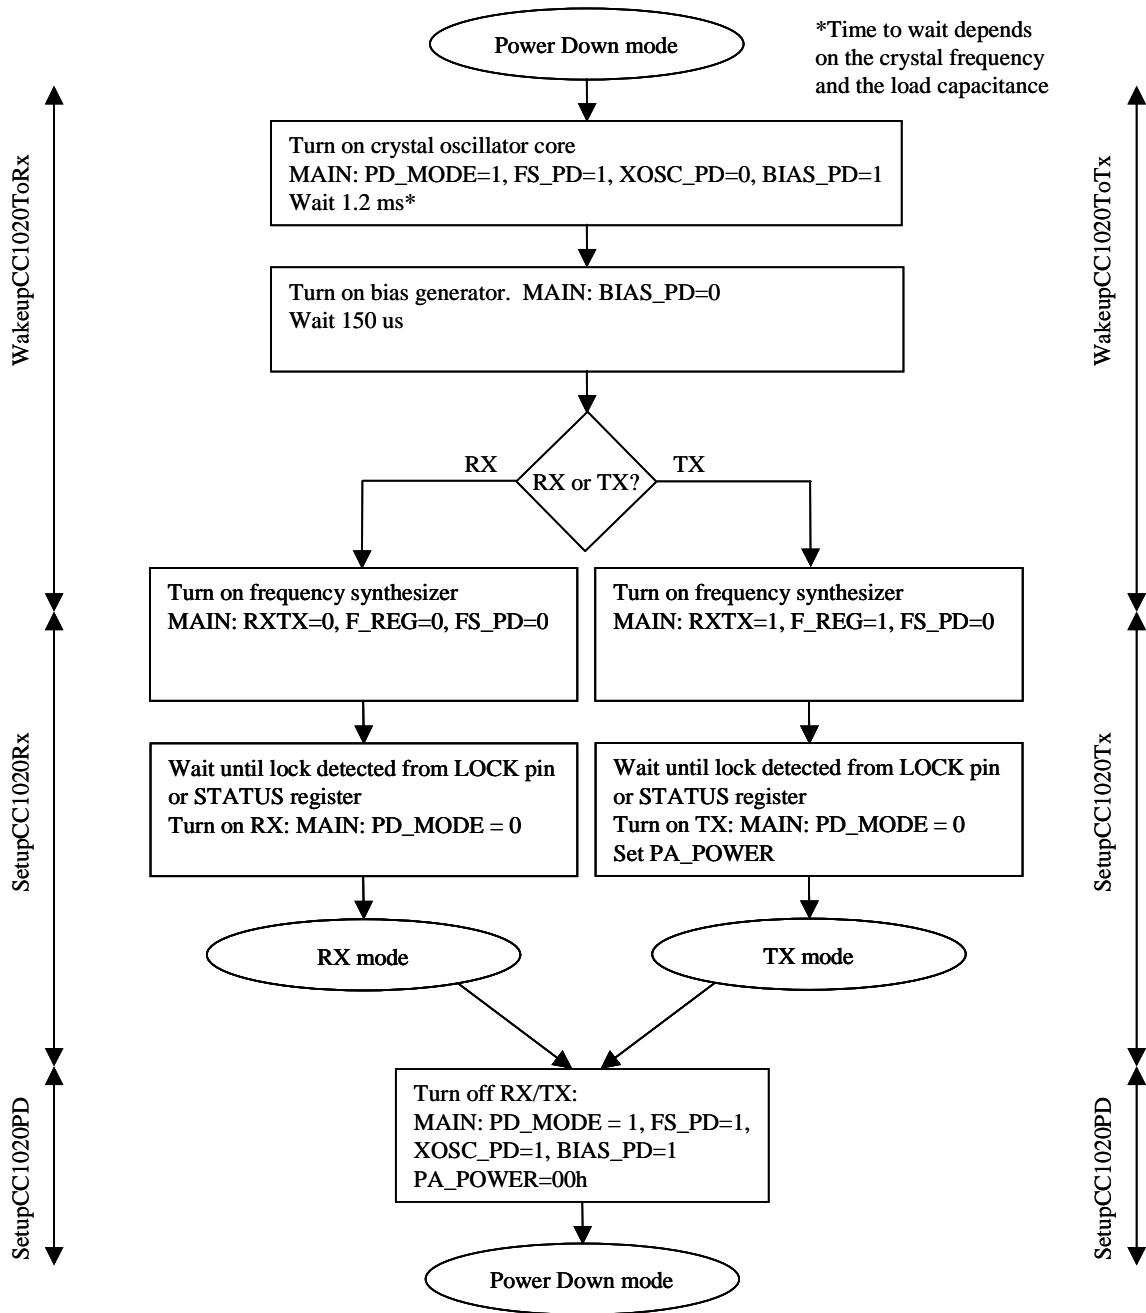 Power Down mode
*Time to wait depends
on the crystal frequency
and the load capacitance
WakeupCC1020ToRx
WakeupCC1020ToTx
Turn on crystal oscillator core
MAIN: PD_MODE=1, FS_PD=1, XOSC_PD=0, BIAS_PD=1
Wait 1.2 ms*
Turn on bias generator.  MAIN: BIAS_PD=0
Wait 150 us
RX
TX
RX or TX?
Turn on frequency synthesizer
MAIN: RXTX=0, F_REG=0, FS_PD=0
Turn on frequency synthesizer
MAIN: RXTX=1, F_REG=1, FS_PD=0
SetupCC1020Rx
SetupCC1020Tx
Wait until lock detected from LOCK pin
or STATUS register
Turn on RX: MAIN: PD_MODE = 0
Wait until lock detected from LOCK pin
or STATUS register
Turn on TX: MAIN: PD_MODE = 0
Set PA_POWER
RX mode
TX mode
SetupCC1020PD
SetupCC1020PD
Turn off RX/TX:
MAIN: PD_MODE = 1, FS_PD=1,
XOSC_PD=1, BIAS_PD=1
PA_POWER=00h
Power Down mode